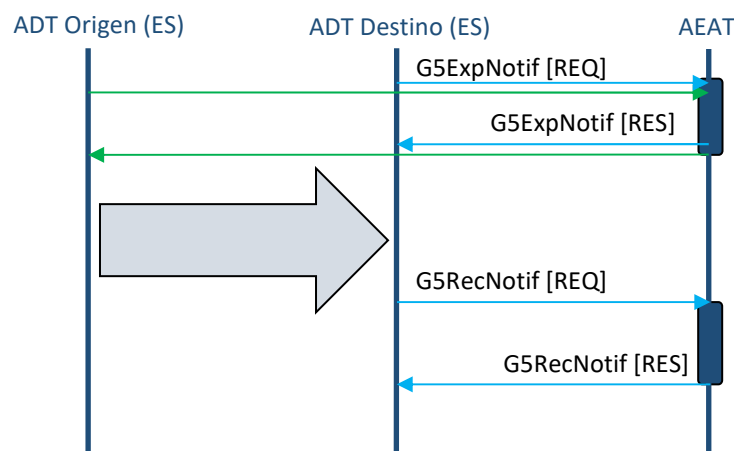 ADT Origen (ES)
ADT Destino (ES)
AEAT
G5ExpNotif [REQ]
G5ExpNotif [RES]
G5RecNotif [REQ]
G5RecNotif [RES]